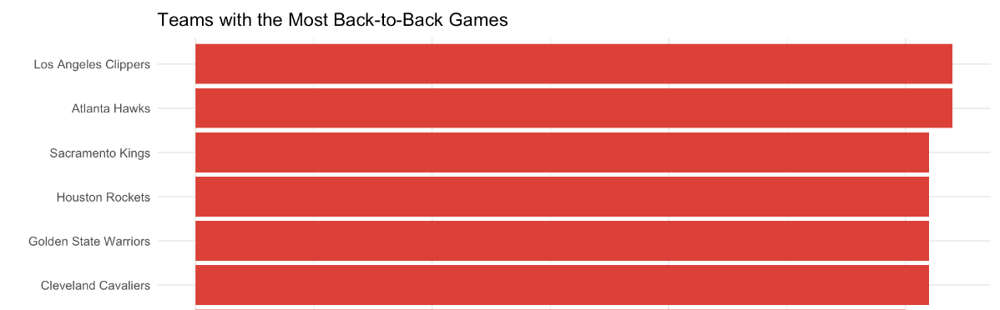 Teams with the Most Back-to-Back Games
Los Angeles Clippers
Atlanta Hawks
Sacramento Kings
Houston Rockets
Golden State Warriors
Cleveland Cavaliers